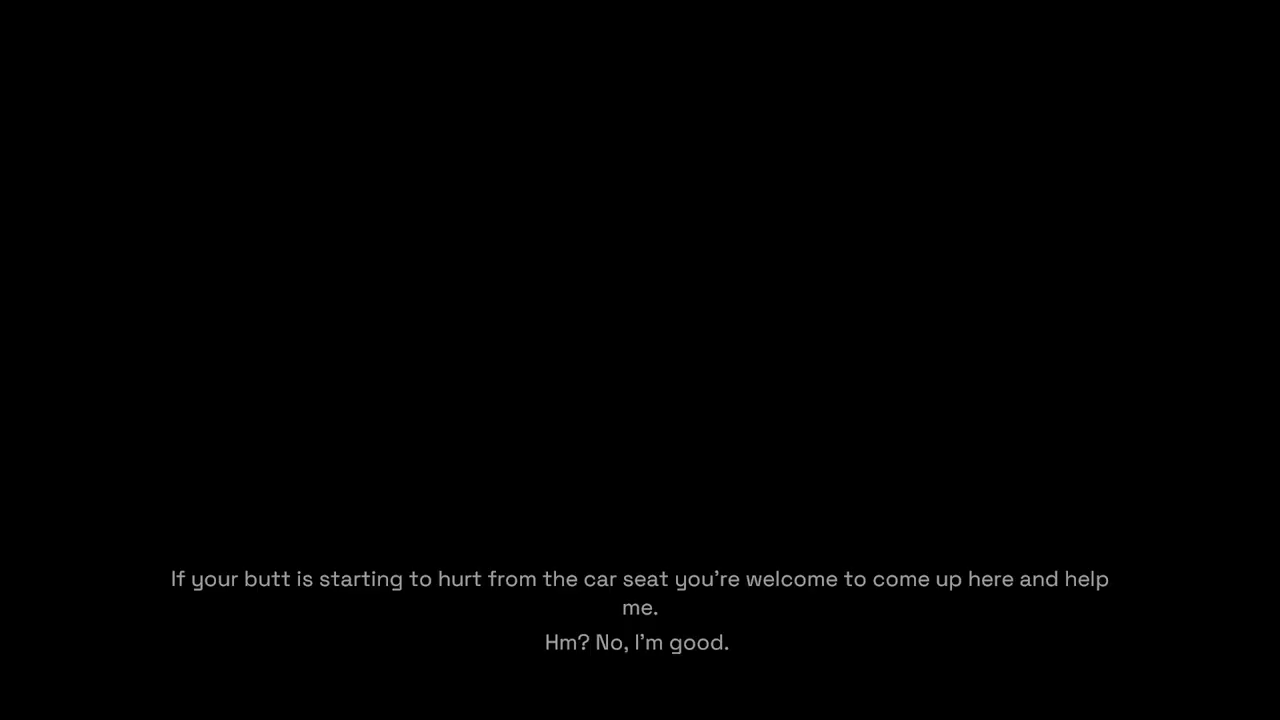 If your butt is starting to hurt from the car seat you're welcome to come up here and help
me.
Hm? No, I'm good.